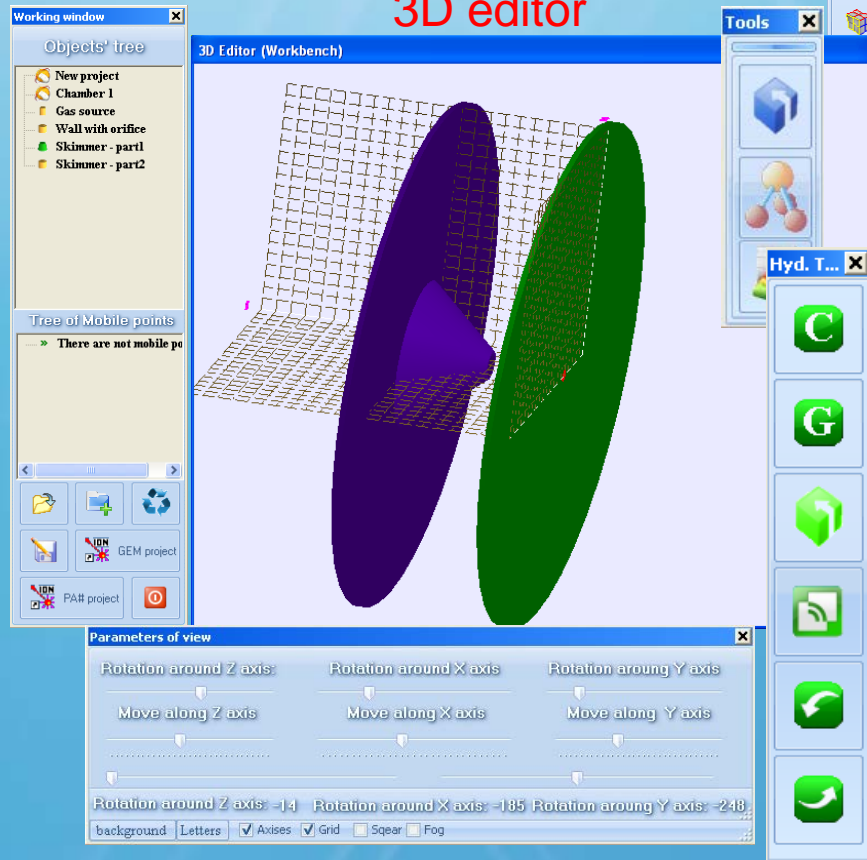 3D editor
Working window
Objects' tree
New project
Chamber 1
Gas source
Wall with orifice
Skimmer - part1
Skimmer - part2
Tree of Mobile points
» There are not mobile po
ION
GEM project
ION
PA# project
3D Editor (Workbench)
Tools
Hyd. T...
C
G
Parameters of view
Rotation around Z axis:
Rotation around X axis
Rotation aroung Y axis
Move along Z axis
Move along X axis
Move along Y axis
Rotation around Z axis: -14
Rotation around X axis: -185
Rotation aroung Y axis: -248
background
Letters
Axises
Grid
Sqear
Fog